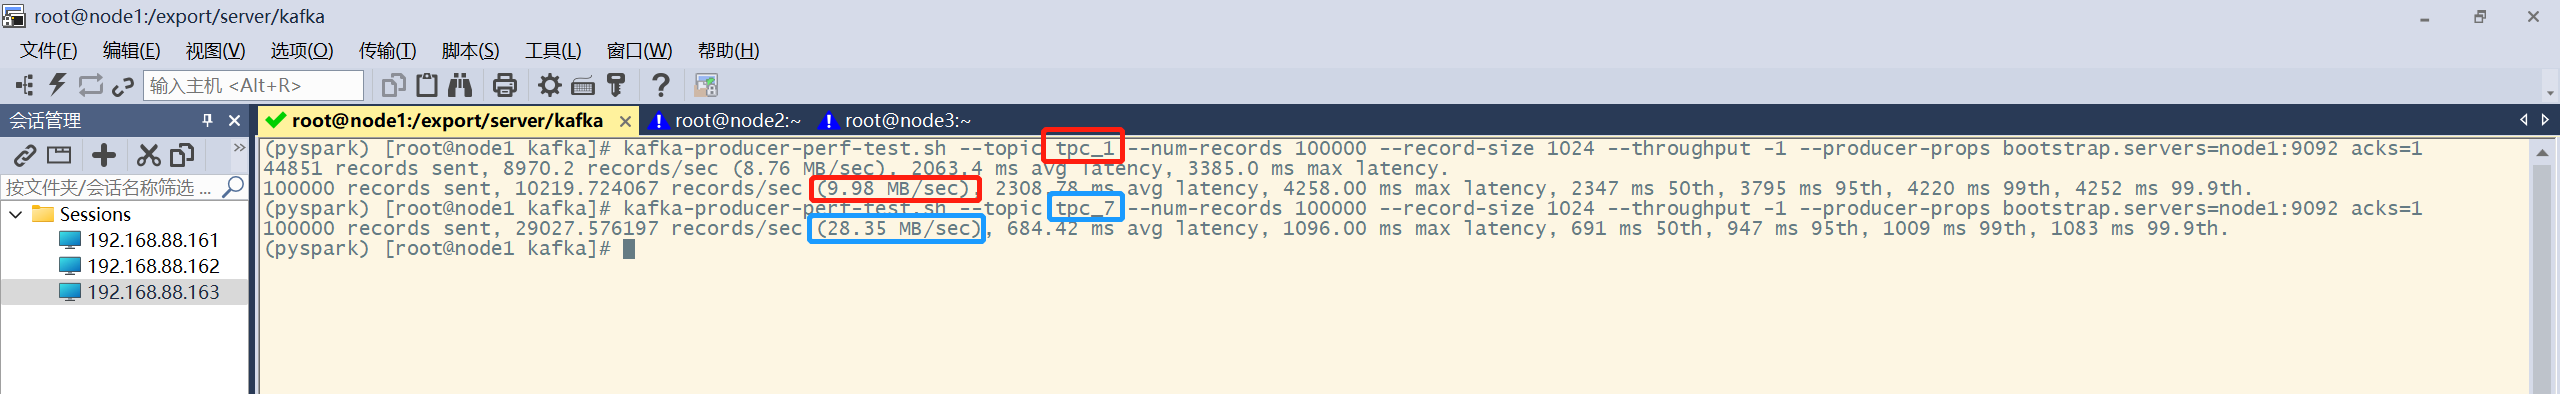 root@node1:/export/server/kafka
文件(F) 编辑(E) 视图(V) 选项(O) 传输(T) 脚本(S) 工具(L) 窗口(W) 帮助(H)
输入主机 <Alt+R>
会话管理
root@node1:/export/server/kafka
root@node2:~
root@node3:~
按文件夹/会话名称筛选 ...
Sessions
192.168.88.161
192.168.88.162
192.168.88.163
(pyspark) [root@node1 kafka]# kafka-producer-perf-test.sh --topic tpc_1 --num-records 100000 --record-size 1024 --throughput -1 --producer-props bootstrap.servers=node1:9092 acks=1
44851 records sent, 8970.2 records/sec (8.76 MB/sec), 2063.4 ms avg latency, 3385.0 ms max latency.
100000 records sent, 10219.724067 records/sec (9.98 MB/sec), 2308.78 ms avg latency, 4258.00 ms max latency, 2347 ms 50th, 3795 ms 95th, 4220 ms 99th, 4252 ms 99.9th.
(pyspark) [root@node1 kafka]# kafka-producer-perf-test.sh --topic tpc_7 --num-records 100000 --record-size 1024 --throughput -1 --producer-props bootstrap.servers=node1:9092 acks=1
100000 records sent, 29027.576197 records/sec (28.35 MB/sec), 684.42 ms avg latency, 1096.00 ms max latency, 691 ms 50th, 947 ms 95th, 1009 ms 99th, 1083 ms 99.9th.
(pyspark) [root@node1 kafka]#